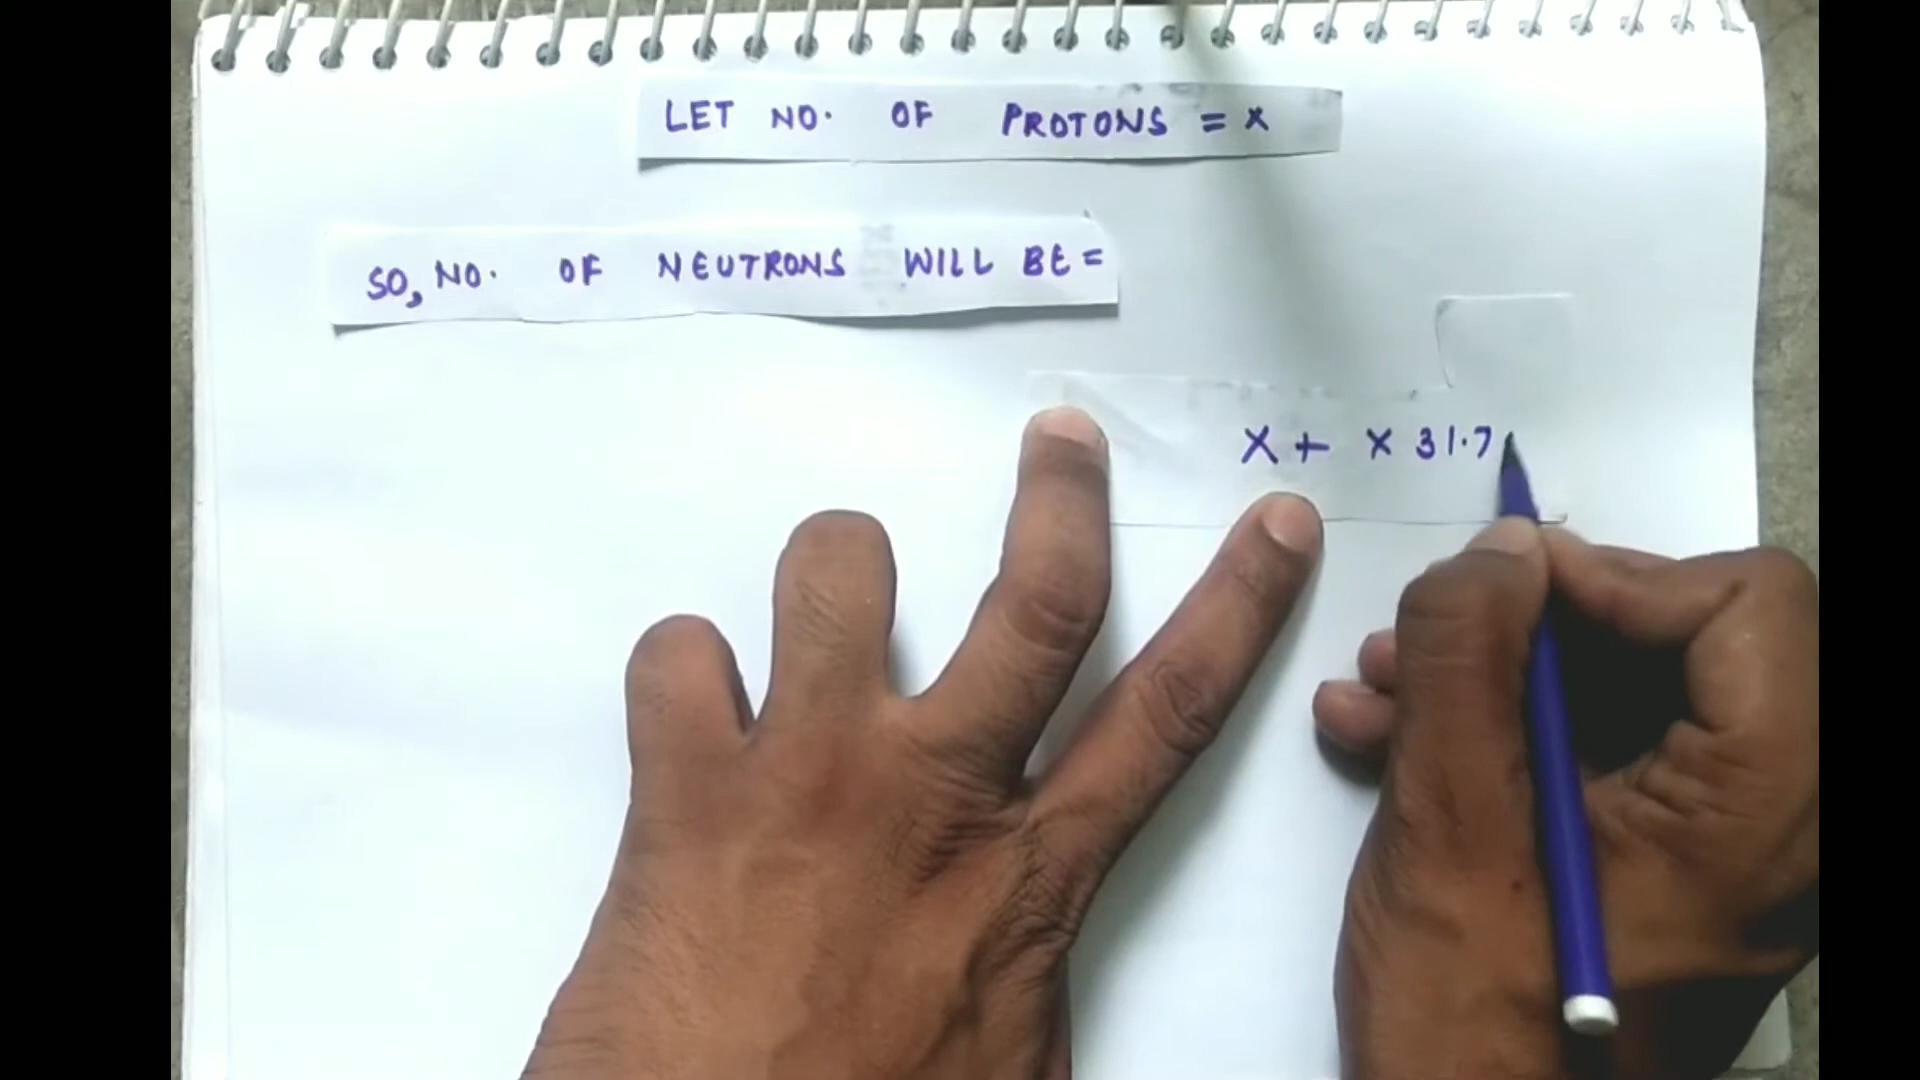 LET NO. OF PROTONS = x
SO, NO. OF NEUTRONS WILL BE =
X + x 31.7